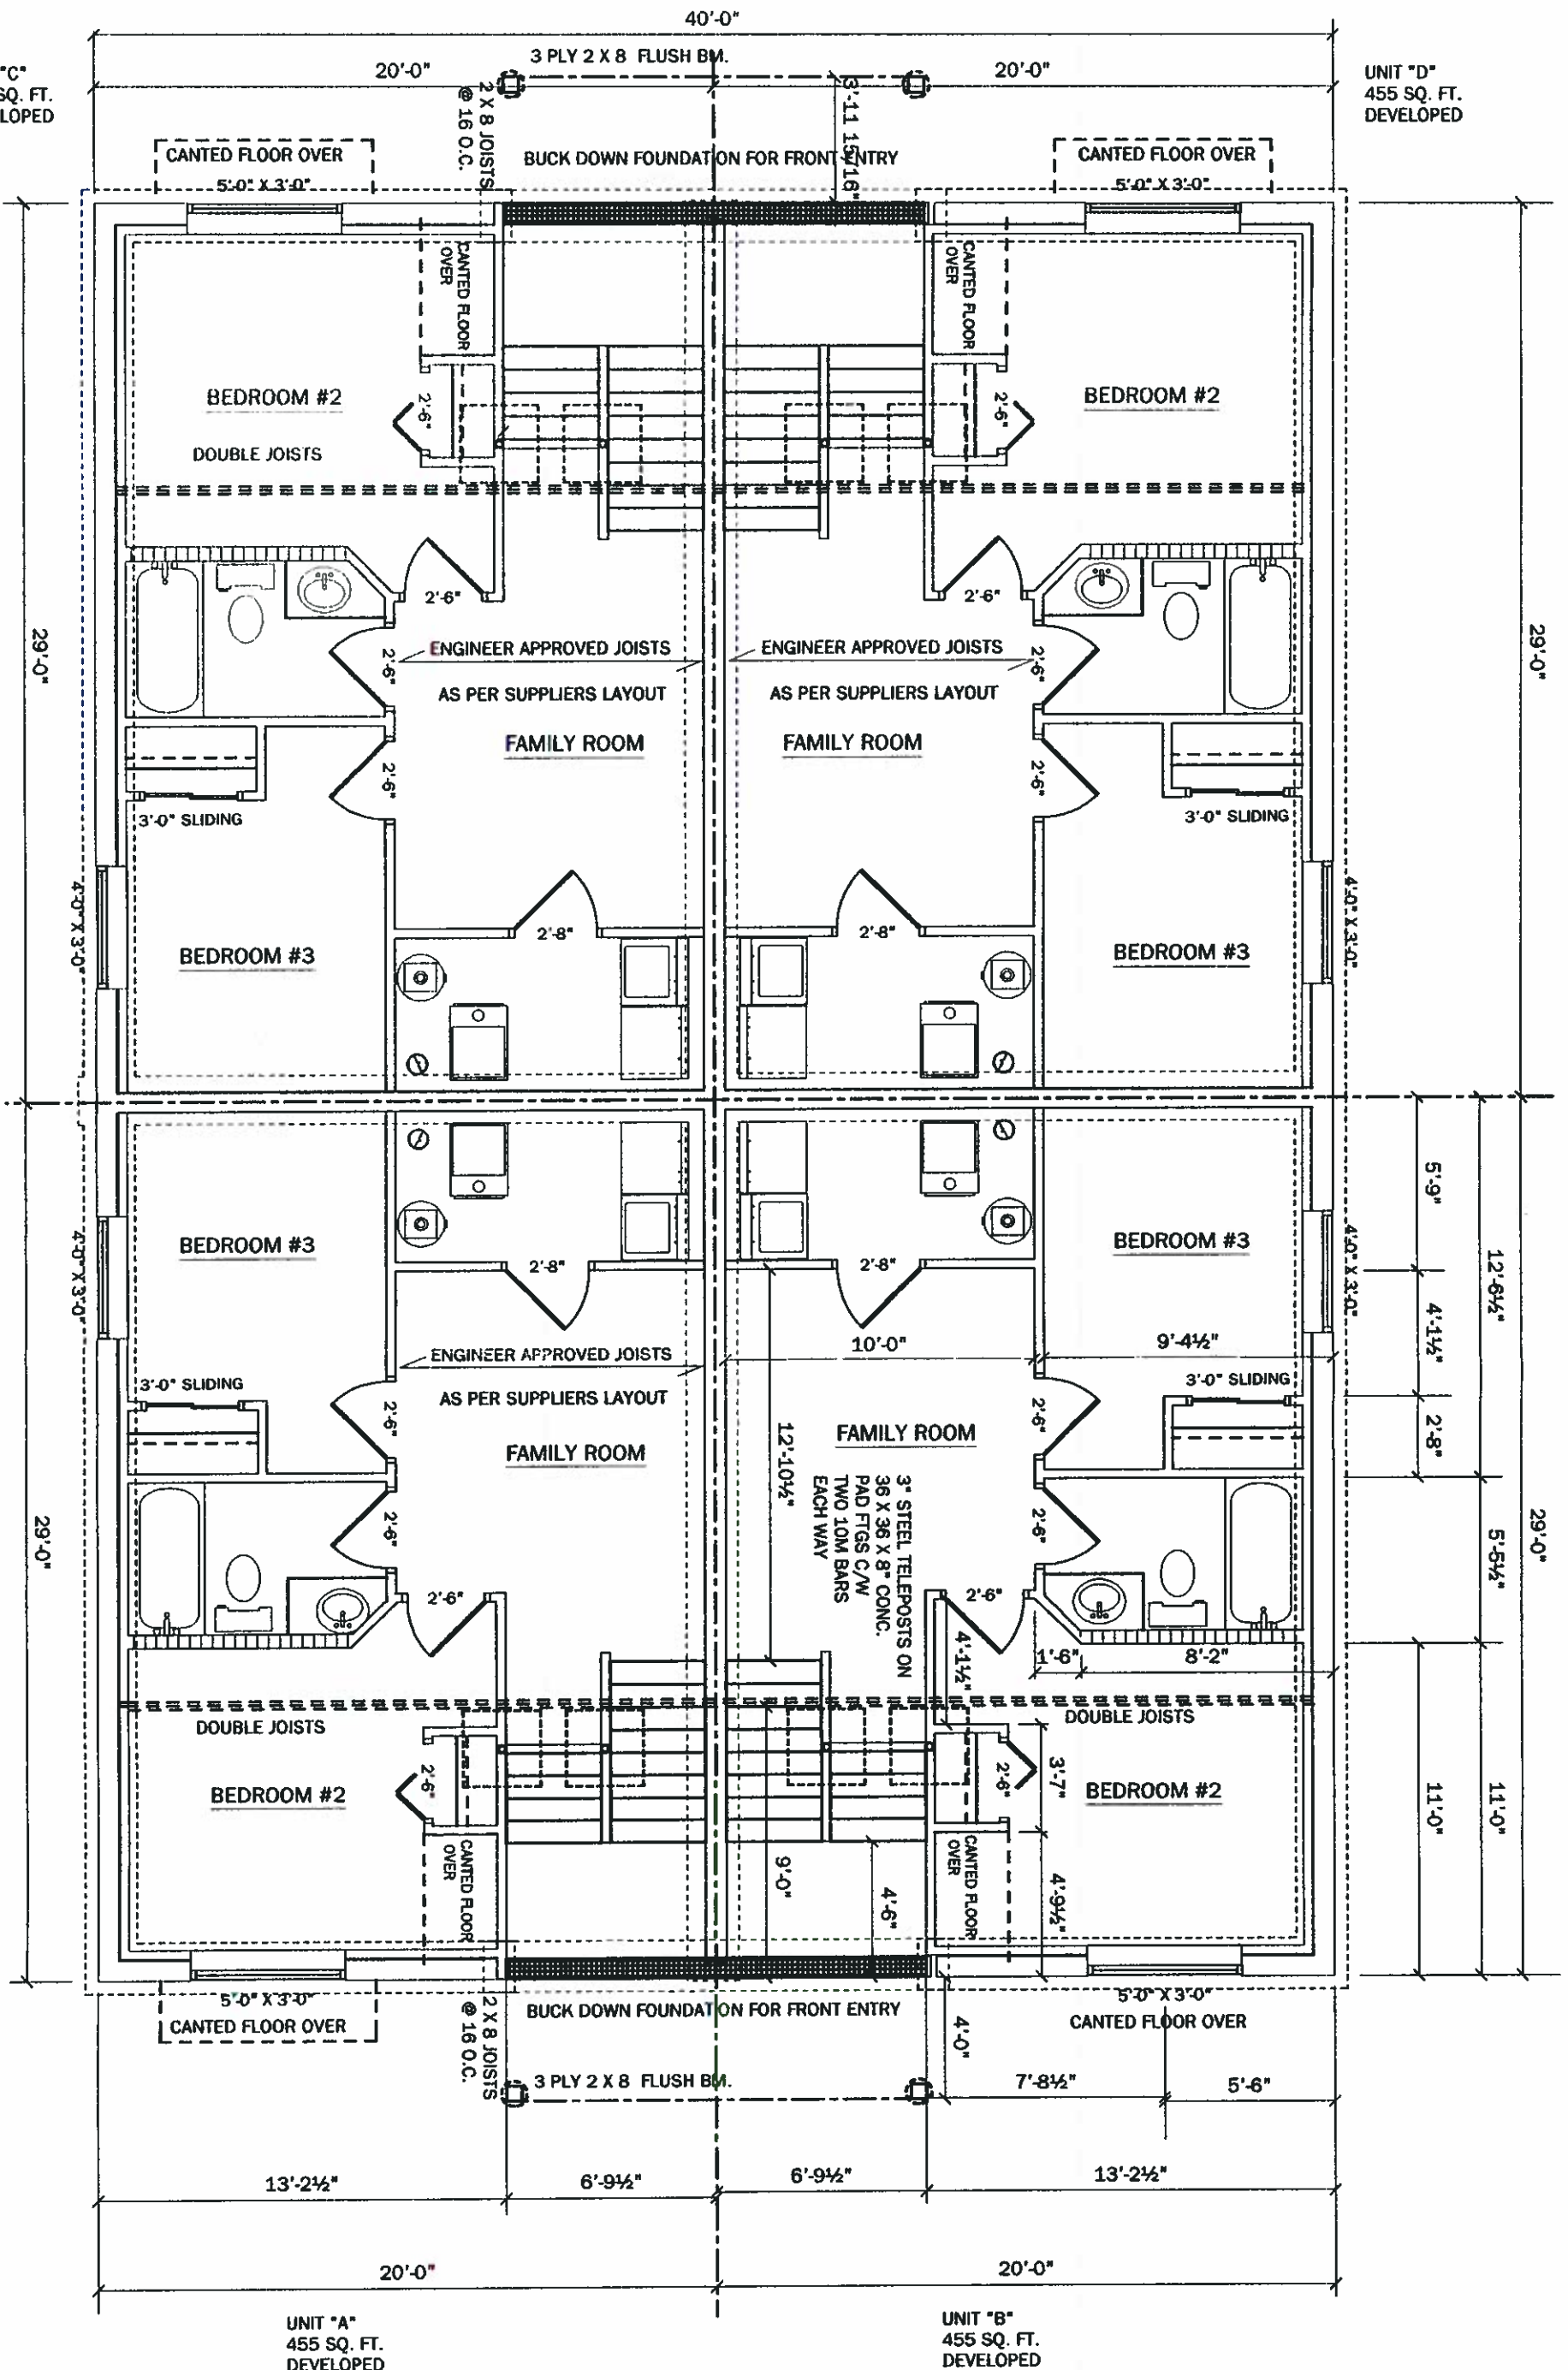 40'-0"
3 PLY 2 X 8 FLUSH BM.
20'-0"
20'-0"
"C"
SQ. FT.
LOPED
UNIT "D"
455 SQ. FT.
DEVELOPED
2 X 8 JOISTS
@ 16 O.C.
3'-11 15/16"
CANTED FLOOR OVER
5'-0" X 3'-0"
BUCK DOWN FOUNDATION FOR FRONT ENTRY
CANTED FLOOR OVER
5'-0" X 3'-0"
CANTED FLOOR
OVER
CANTED FLOOR
OVER
BEDROOM #2
2'-6"
2'-6"
BEDROOM #2
DOUBLE JOISTS
2'-6"
2'-6"
29'-0"
2'-6"
ENGINEER APPROVED JOISTS
AS PER SUPPLIERS LAYOUT
ENGINEER APPROVED JOISTS
AS PER SUPPLIERS LAYOUT
2'-6"
29'-0"
FAMILY ROOM
FAMILY ROOM
2'-6"
2'-6"
3'-0" SLIDING
3'-0" SLIDING
4'-0" X 3'-0"
4'-0" X 3'-0"
2'-8"
2'-8"
BEDROOM #3
BEDROOM #3
5'-9"
BEDROOM #3
BEDROOM #3
4'-0" X 3'-0"
4'-0" X 3'-0"
2'-8"
2'-8"
12'-6½"
4'-1½"
10'-0"
9'-4½"
ENGINEER APPROVED JOISTS
AS PER SUPPLIERS LAYOUT
3'-0" SLIDING
3'-0" SLIDING
2'-6"
2'-6"
2'-8"
FAMILY ROOM
FAMILY ROOM
12'-10½"
3" STEEL TELEPOSTS ON
36 X 36 X 8" CONC.
PAD FTGS C/W
TWO 10M BARS
EACH WAY
29'-0"
2'-6"
2'-6"
5'-5½"
29'-0"
2'-6"
2'-6"
4'-1½"
1'-6"
8'-2"
DOUBLE JOISTS
DOUBLE JOISTS
BEDROOM #2
2'-6"
2'-6"
3'-7"
BEDROOM #2
11'-0"
11'-0"
CANTED FLOOR
OVER
9'-0"
4'-6"
CANTED FLOOR
OVER
4'-9½"
5'-0" X 3'-0"
CANTED FLOOR OVER
2 X 8 JOISTS
@ 16 O.C.
BUCK DOWN FOUNDATION FOR FRONT ENTRY
4'-0"
5'-0" X 3'-0"
CANTED FLOOR OVER
3 PLY 2 X 8 FLUSH BM.
7'-8½"
5'-6"
13'-2½"
6'-9½"
6'-9½"
13'-2½"
20'-0"
20'-0"
UNIT "A"
455 SQ. FT.
DEVELOPED
UNIT "B"
455 SQ. FT.
DEVELOPED